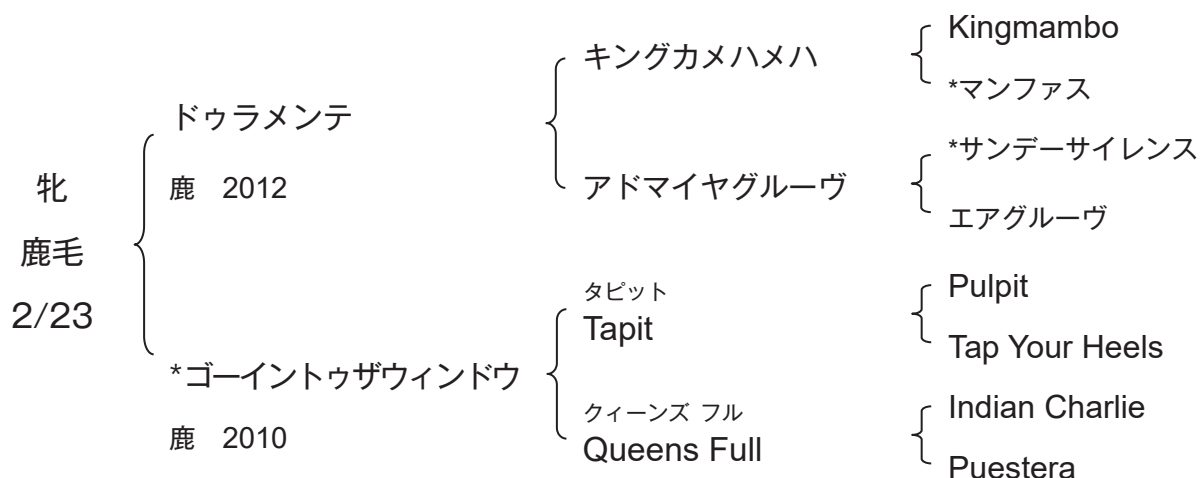 牝
鹿毛
2/23
ドゥラメンテ
鹿 2012
*ゴーイントゥザウィンドウ
鹿 2010
キングカメハメハ
アドマイヤグルーヴ
タピット
Tapit
クィーンズ フル
Queens Full
Kingmambo
*マンファス
*サンデーサイレンス
エアグルーヴ
Pulpit
Tap Your Heels
Indian Charlie
Puestera